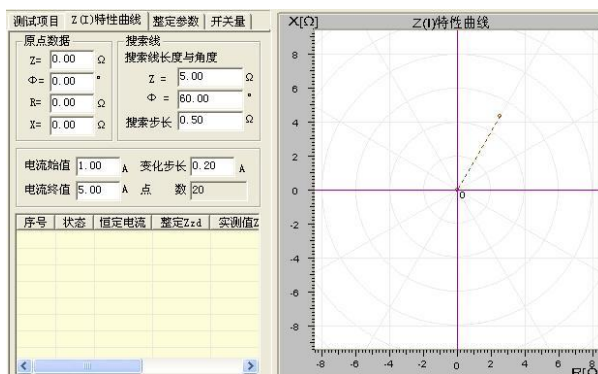 测试项目 Z(I)特性曲线 整定参数 开关量
原点数据
Z= 0.00 Ω
Φ= 0.00 °
R= 0.00 Ω
X= 0.00 Ω
搜索线
搜索线长度与角度
Z = 5.00 Ω
Φ = 60.00 °
搜索步长 0.50 Ω
电流始值 1.00 A 变化步长 0.20 A
电流终值 5.00 A 点 数 20
序号 状态 恒定电流 整定Zrd 实测值Z
X[Ω] Z(I)特性曲线
8
6
4
2
0
-2
-4
-6
-8
0
-8 -6 -4 -2 0 2 4 6 8
R[Ω